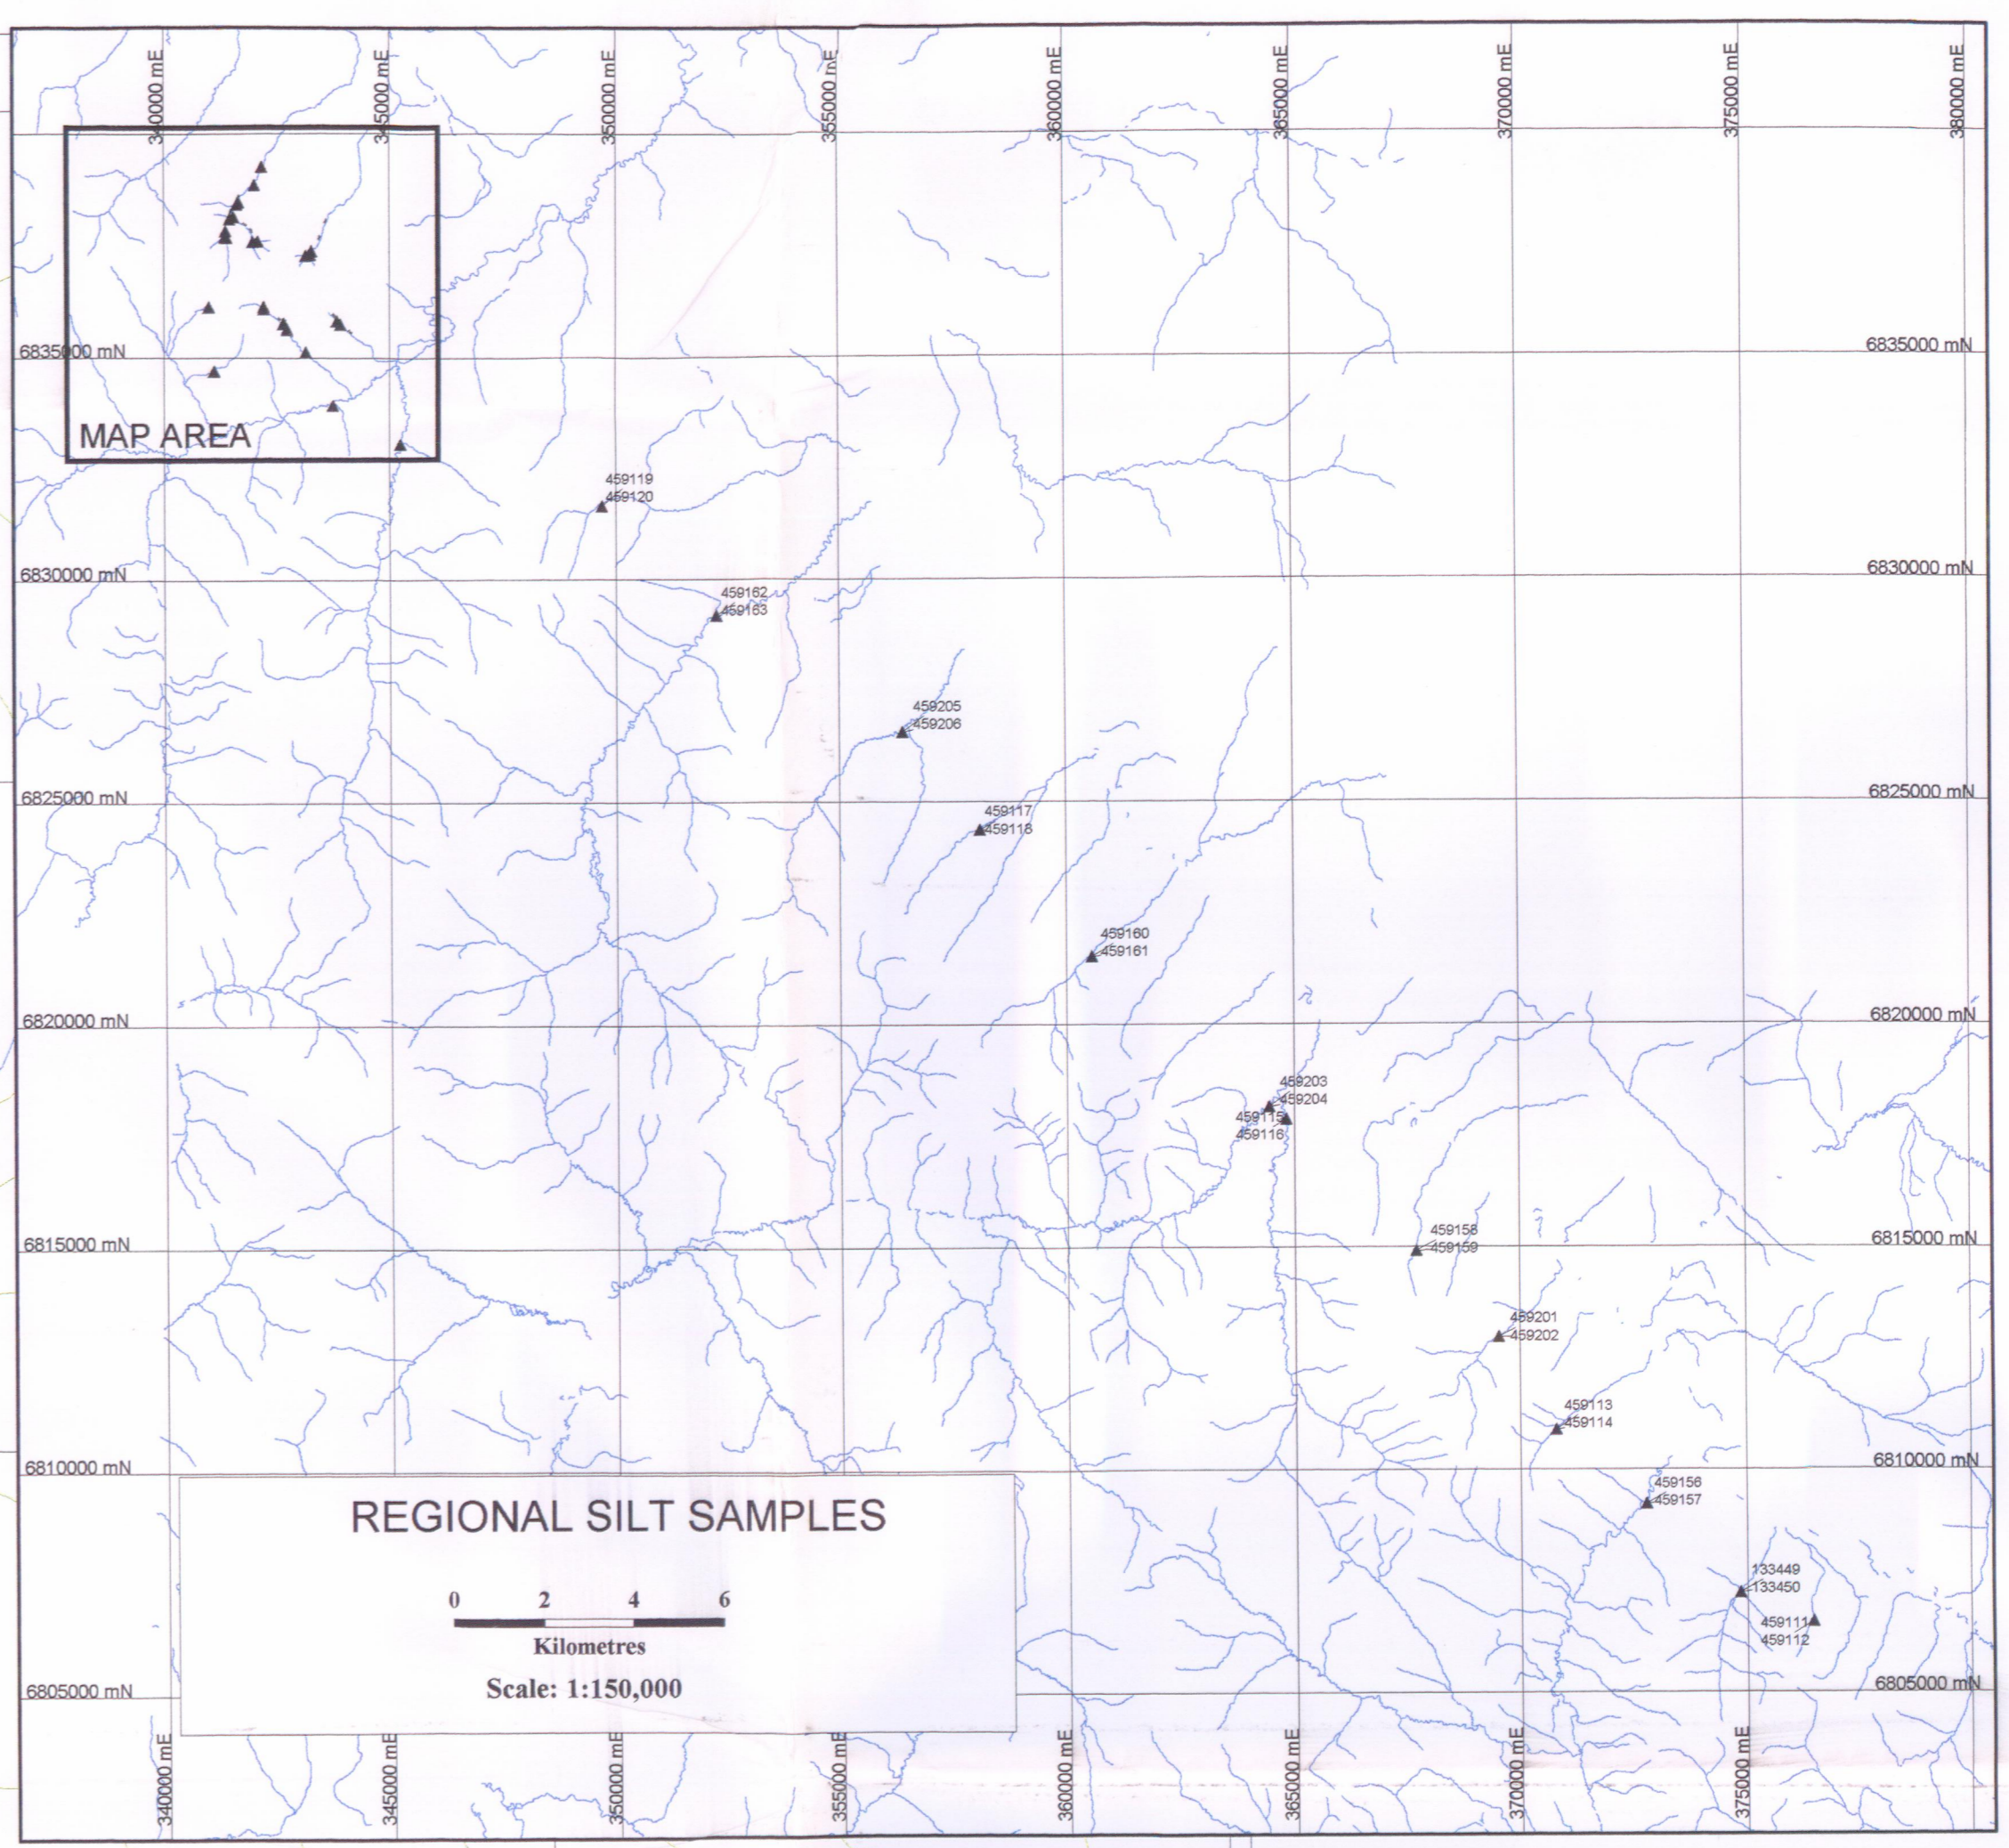 340000 mE
345000 mE
350000 mE
355000 mE
360000 mE
365000 mE
370000 mE
375000 mE
380000 mE
6835000 mN
6835000 mN
MAP AREA
459119
459120
6830000 mN
6830000 mN
459162
459163
459205
459206
6825000 mN
6825000 mN
459117
459118
459160
459161
6820000 mN
6820000 mN
459203
459204
459115
459116
459158
459159
6815000 mN
6815000 mN
459201
459202
459113
459114
6810000 mN
6810000 mN
459156
459157
REGIONAL SILT SAMPLES
133449
133450
0 2 4 6
459111
459112
Kilometres
Scale: 1:150,000
6805000 mN
6805000 mN
340000 mE
345000 mE
350000 mE
355000 mE
360000 mE
365000 mE
370000 mE
375000 mE